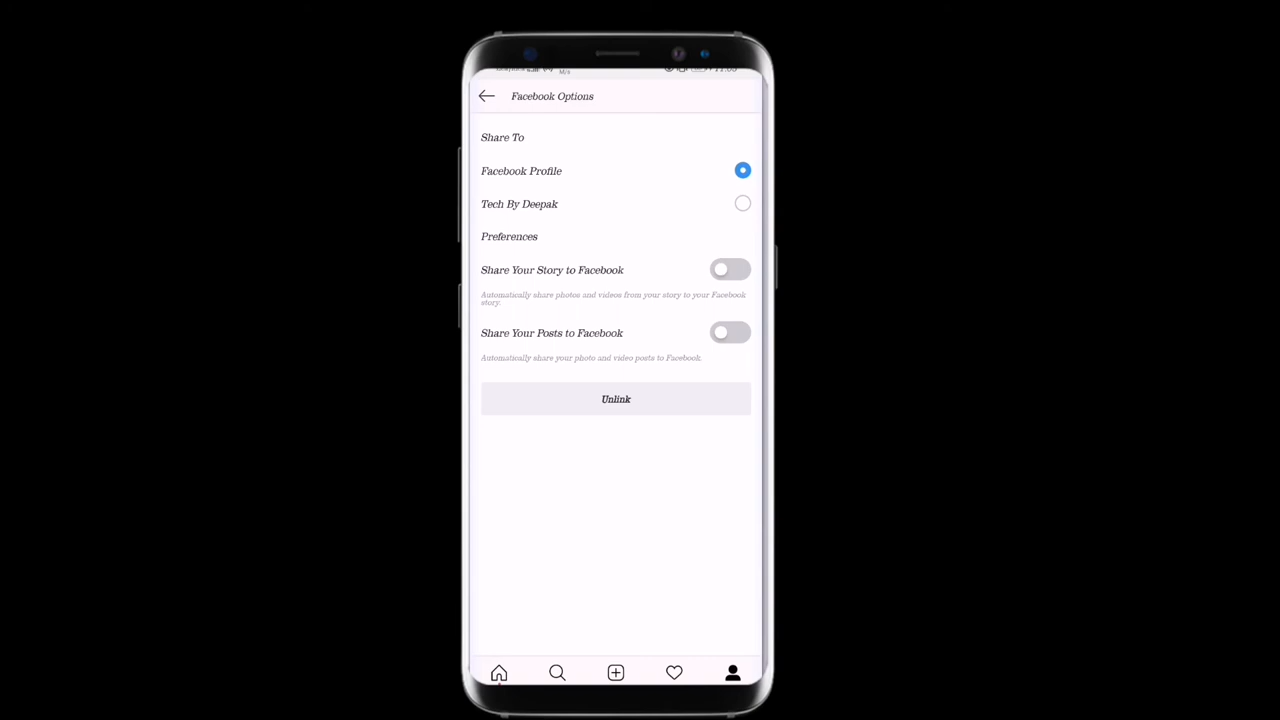 M/s
Facebook Options
Share To
Facebook Profile
Tech By Deepak
Preferences
Share Your Story to Facebook
Automatically share photos and videos from your story to your Facebook
story.
Share Your Posts to Facebook
Automatically share your photo and video posts to Facebook.
Unlink